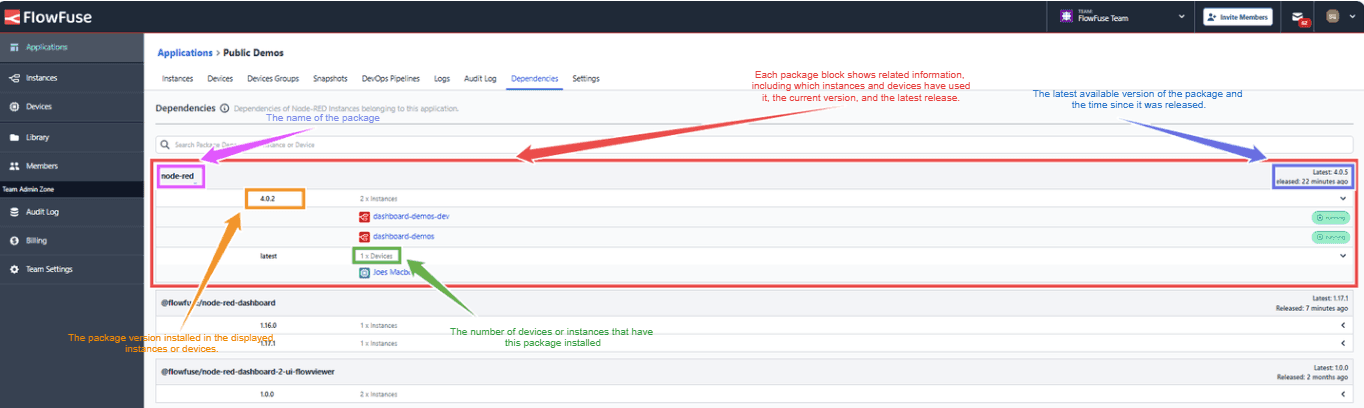 FlowFuse
TEAM:
FlowFuse Team
Invite Members
Applications
Instances
Devices
Library
Members
Team Admin Zone
Audit Log
Billing
Team Settings
Applications > Public Demos
Instances Devices Devices Groups Snapshots DevOps Pipelines Logs Audit Log Dependencies Settings
Each package block shows related information,
including which instances and devices have used
it, the current version, and the latest release.
The latest available version of the package and
the time since it was released.
Dependencies Dependencies of Node-RED Instances belonging to this application.
The name of the package
Search Package or Device
node-red
Latest: 4.0.5
eleased: 22 minutes ago
4.0.2 2 x Instances
dashboard-demos-dev running
dashboard-demos running
latest 1 x Devices
Joes
@flowfuse/node-red-dashboard
Latest: 1.17.1
Released: 7 minutes ago
1.16.0 1 x Instances
1.17.1 1 x Instances
The package version installed in the displayed
instances or devices.
The number of devices or instances that have
this package installed
@flowfuse/node-red-dashboard-2-ui-flowviewer
Latest: 1.0.0
Released: 2 months ago
1.0.0 2 x Instances